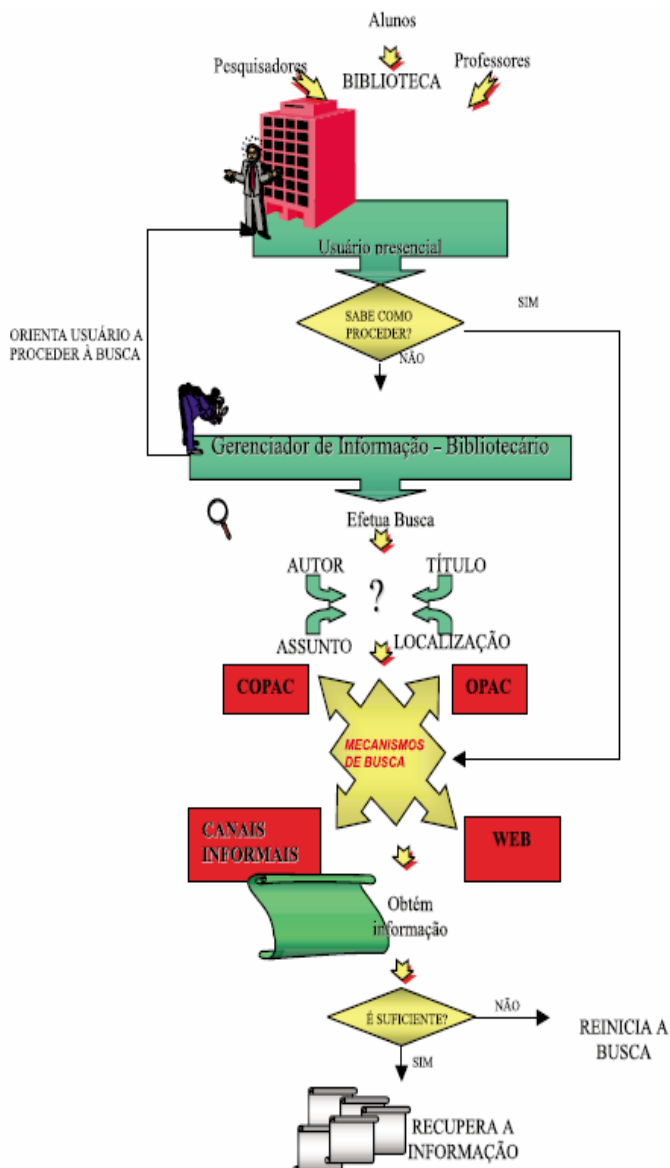 Alunos
Pesquisadores
Professores
BIBLIOTECA
Usuário presencial
SABE COMO
PROCEDER?
SIM
NÃO
ORIENTA USUÁRIO A
PROCEDER À BUSCA
Gerenciador de Informação – Bibliotecário
Efetua Busca
AUTOR
TÍTULO
?
ASSUNTO
LOCALIZAÇÃO
COPAC
OPAC
MECANISMOS
DE BUSCA
CANAIS
INFORMAIS
WEB
Obtém
informação
É SUFICIENTE?
NÃO
REINICIA A
BUSCA
SIM
RECUPERA A
INFORMAÇÃO